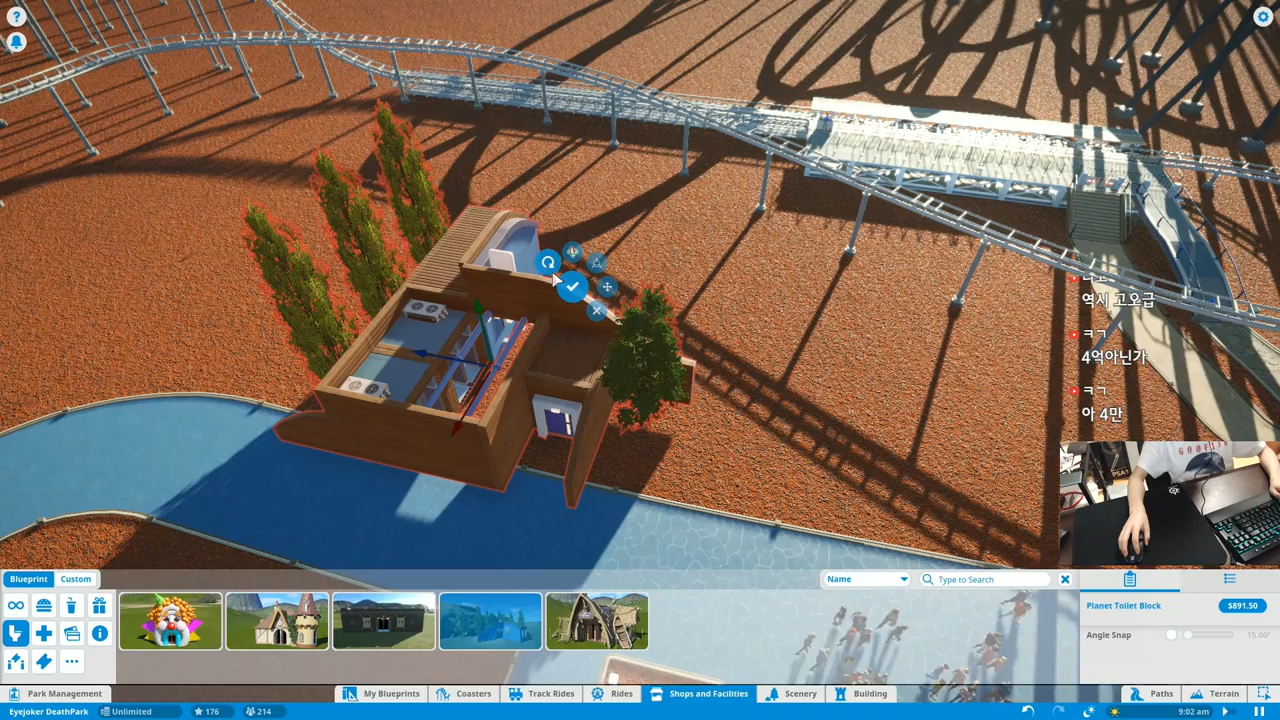 역시 고오급
ㅋㅋ
4억아닌가
ㅋㅋ
아 4만
GOOFI
Blueprint
Custom
Name
Type to Search
Planet Toilet Block
$891.50
Angle Snap
15.00°
Park Management
My Blueprints
Coasters
Track Rides
Rides
Shops and Facilities
Scenery
Building
Paths
Terrain
Eyejoker DeathPark
Unlimited
176
214
9:02 am